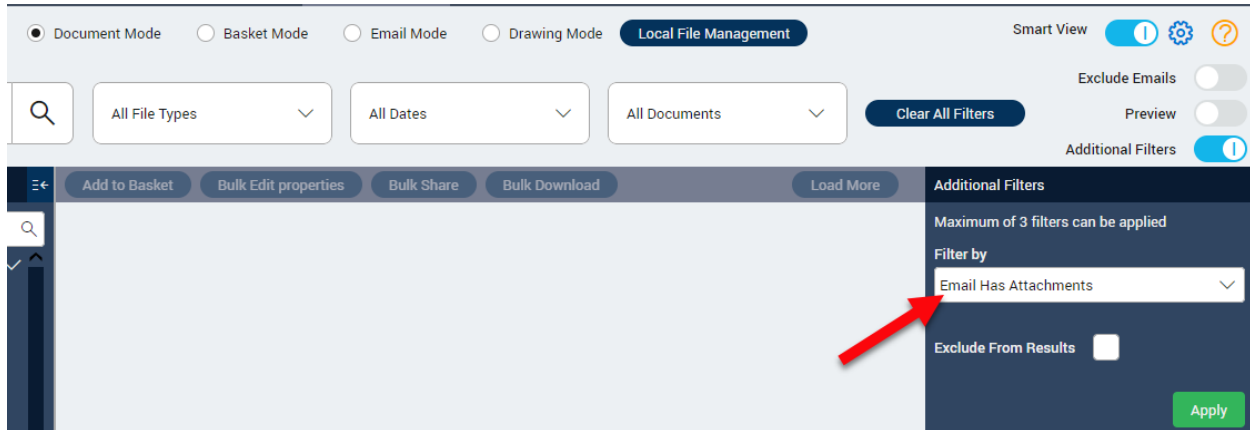 Document Mode Basket Mode Email Mode Drawing Mode Local File Management Smart View
Exclude Emails
All File Types All Dates All Documents Clear All Filters Preview
Additional Filters
Add to Basket Bulk Edit properties Bulk Share Bulk Download Load More Additional Filters
Maximum of 3 filters can be applied
Filter by
Email Has Attachments
Exclude From Results
Apply